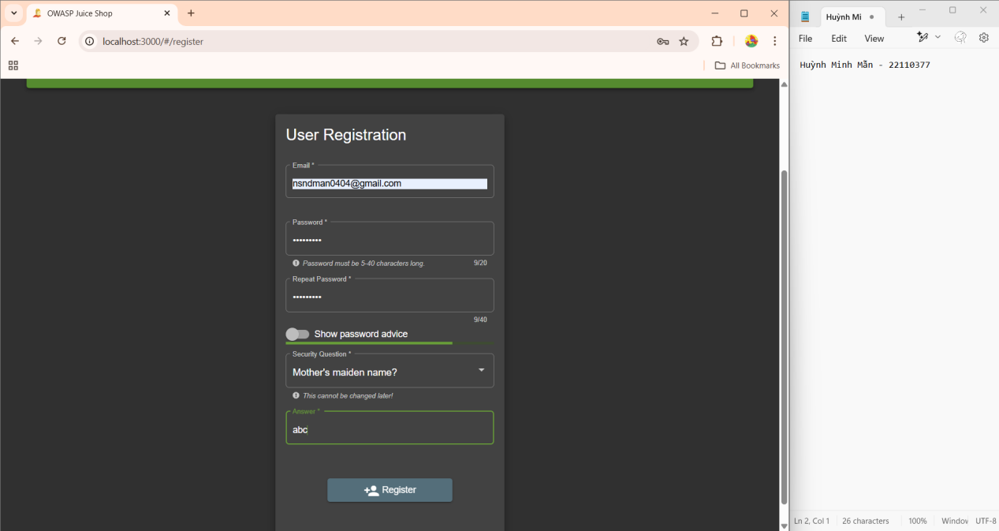 OWASP Juice Shop
localhost:3000/#/register
All Bookmarks
User Registration
Email *
nsndman0404@gmail.com
Password *
•••••••••
Password must be 5-40 characters long.
9/20
Repeat Password *
•••••••••
9/40
Show password advice
Security Question *
Mother's maiden name?
This cannot be changed later!
Answer *
abc
Register
Huỳnh Mi
File Edit View
Huỳnh Minh Mẫn - 22110377
Ln 2, Col 1 26 characters 100% Window UTF-8